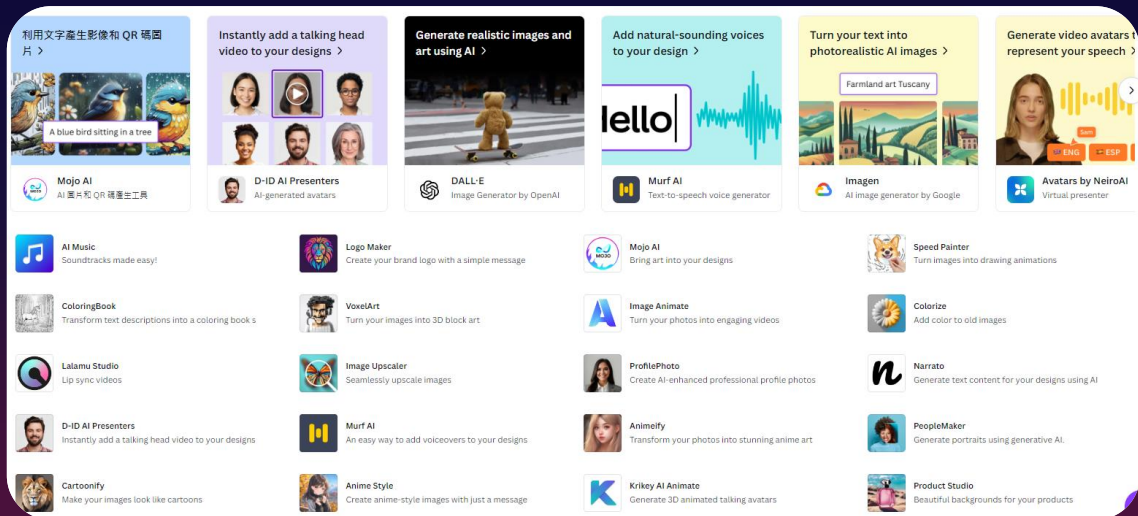 利用文字產生影像和 QR 碼圖
片 >
A blue bird sitting in a tree
Mojo AI
AI 圖片和 QR 碼產生工具
Instantly add a talking head
video to your designs >
D-ID AI Presenters
AI-generated avatars
Generate realistic images and
art using AI >
DALL·E
Image Generator by OpenAI
Add natural-sounding voices
to your design >
Hello
Murf AI
Text-to-speech voice generator
Turn your text into
photorealistic AI images >
Farmland art Tuscany
Imagen
AI image generator by Google
Generate video avatars t
represent your speech >
Sam
ENG
ESP
Avatars by NeiroAI
Virtual presenter
AI Music
Soundtracks made easy!
Logo Maker
Create your brand logo with a simple message
MOJO
Mojo AI
Bring art into your designs
Speed Painter
Turn images into drawing animations
ColoringBook
Transform text descriptions into a coloring book s
VoxelArt
Turn your images into 3D block art
Image Animate
Turn your photos into engaging videos
Colorize
Add color to old images
Lalamu Studio
Lip sync videos
Image Upscaler
Seamlessly upscale images
ProfilePhoto
Create AI-enhanced professional profile photos
n
Narrato
Generate text content for your designs using AI
D-ID AI Presenters
Instantly add a talking head video to your designs
Murf AI
An easy way to add voiceovers to your designs
Animeify
Transform your photos into stunning anime art
PeopleMaker
Generate portraits using generative AI.
Cartoonify
Make your images look like cartoons
Anime Style
Create anime-style images with just a message
Krikey AI Animate
Generate 3D animated talking avatars
Product Studio
Beautiful backgrounds for your products